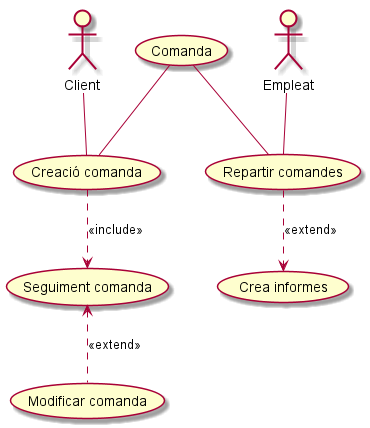 Comanda
Client
Empleat
Creació comanda
Repartir comandes
«include»
«extend»
Seguiment comanda
Crea informes
«extend»
Modificar comanda